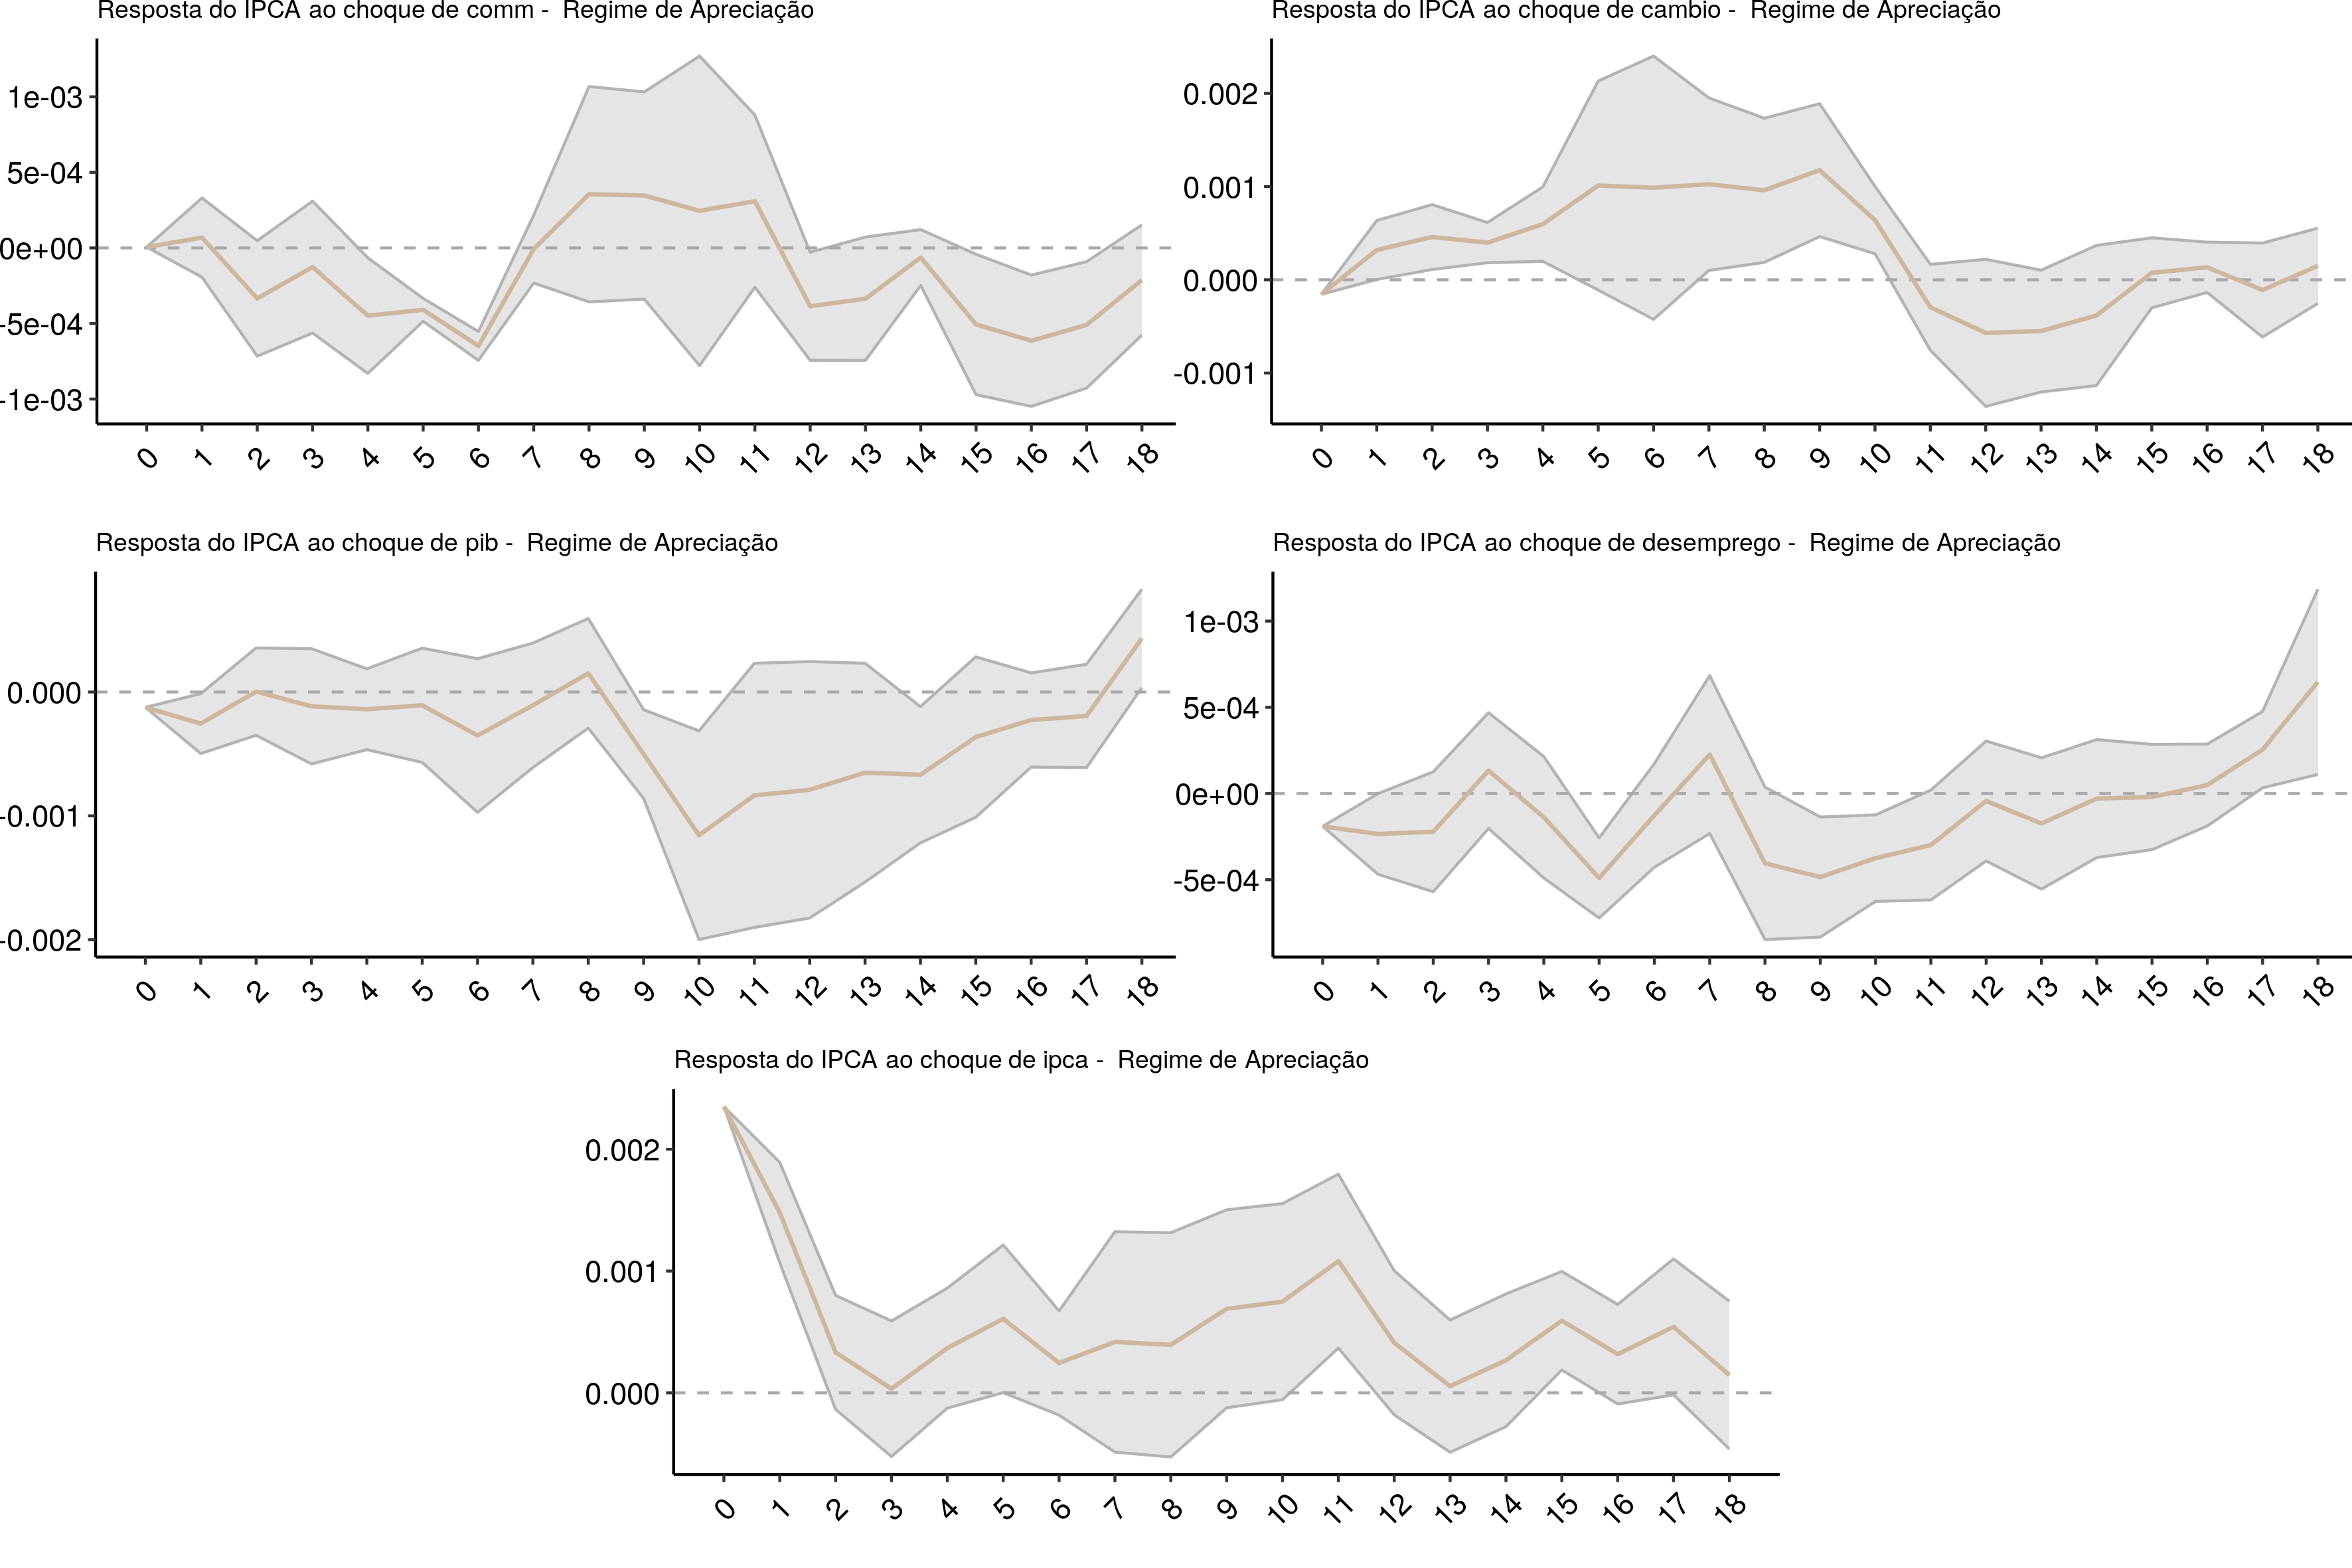 Resposta do IPCA ao choque de comm -  Regime de Apreciação
1e-03
5e-04
0e+00
-5e-04
-1e-03
0 1 2 3 4 5 6 7 8 9 10 11 12 13 14 15 16 17 18
Resposta do IPCA ao choque de cambio -  Regime de Apreciação
0.002
0.001
0.000
-0.001
0 1 2 3 4 5 6 7 8 9 10 11 12 13 14 15 16 17 18
Resposta do IPCA ao choque de pib -  Regime de Apreciação
0.000
-0.001
-0.002
0 1 2 3 4 5 6 7 8 9 10 11 12 13 14 15 16 17 18
Resposta do IPCA ao choque de desemprego -  Regime de Apreciação
1e-03
5e-04
0e+00
-5e-04
0 1 2 3 4 5 6 7 8 9 10 11 12 13 14 15 16 17 18
Resposta do IPCA ao choque de ipca -  Regime de Apreciação
0.002
0.001
0.000
0 1 2 3 4 5 6 7 8 9 10 11 12 13 14 15 16 17 18